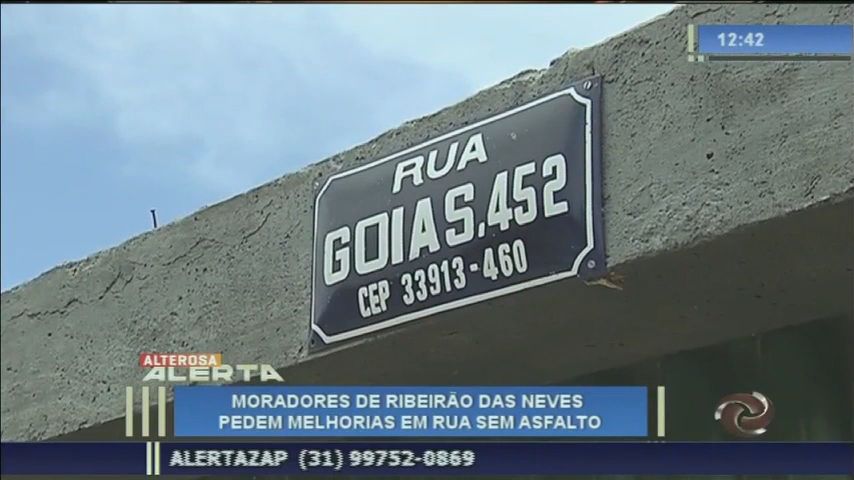 12:42
RUA
GOIAS,452
CEP 33913-460
ALTEROSA
ALERTA
MORADORES DE RIBEIRÃO DAS NEVES
PEDEM MELHORIAS EM RUA SEM ASFALTO
ALERTAZAP (31) 99752-0869